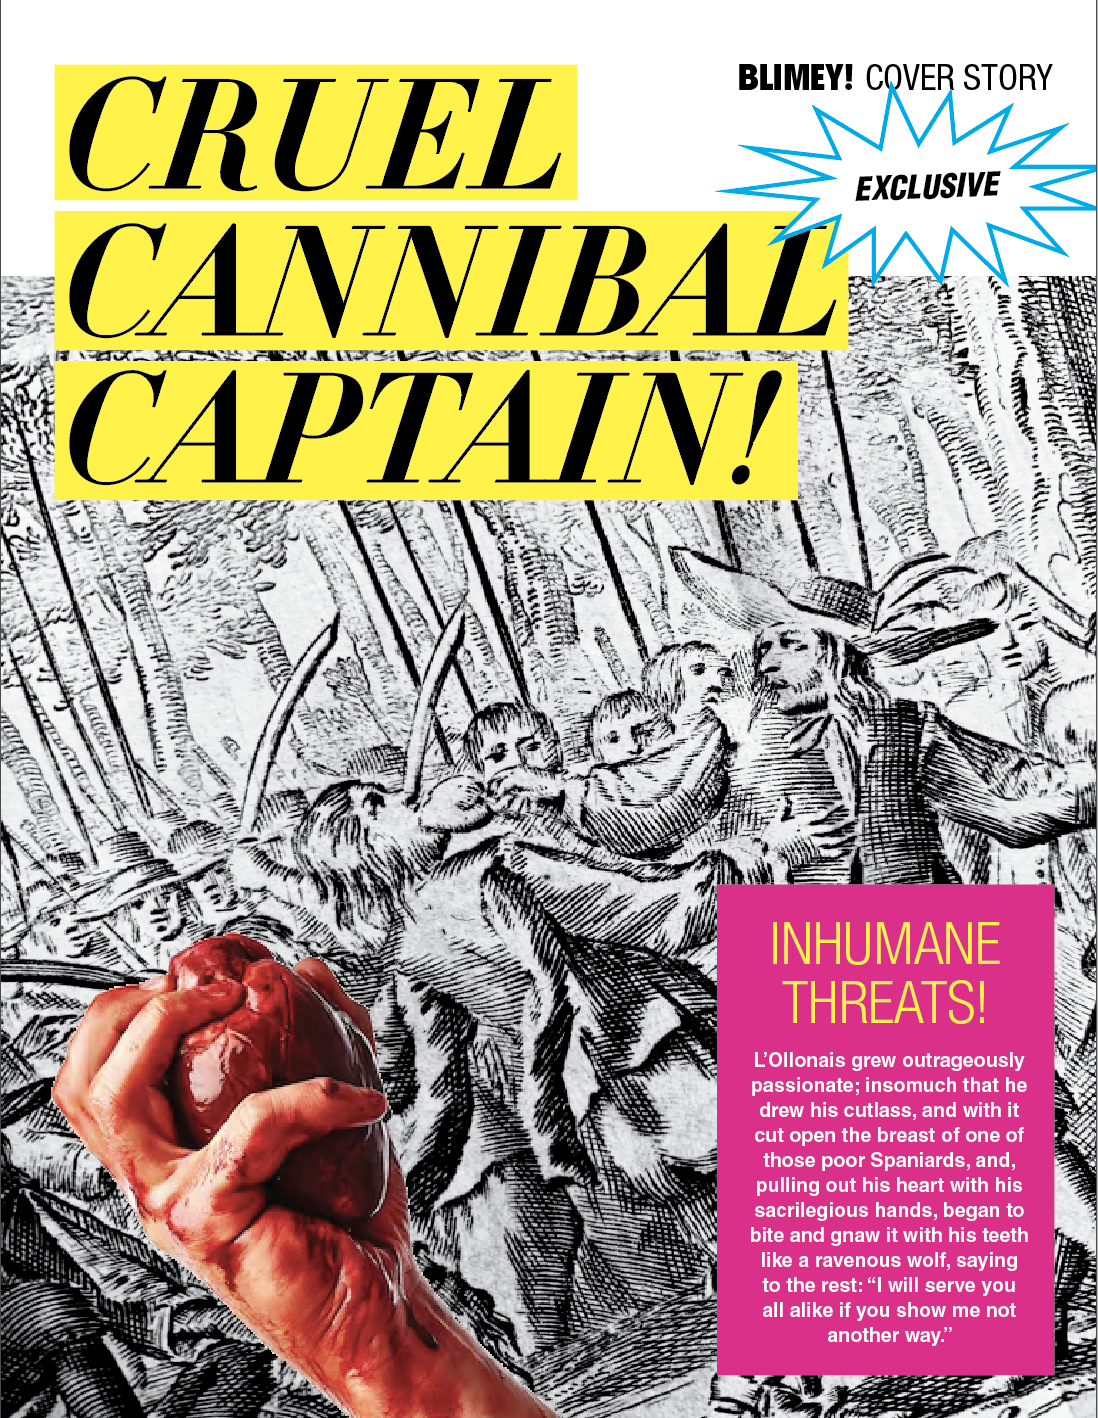 BLIMEY! COVER STORY
EXCLUSIVE
CRUEL
CANNIBAL
CAPTAIN!
INHUMANE
THREATS!
L’Ollonais grew outrageously
passionate; insomuch that he
drew his cutlass, and with it
cut open the breast of one of
those poor Spaniards, and,
pulling out his heart with his
sacrilegious hands, began to
bite and gnaw it with his teeth
like a ravenous wolf, saying
to the rest: “I will serve you
all alike if you show me not
another way.”